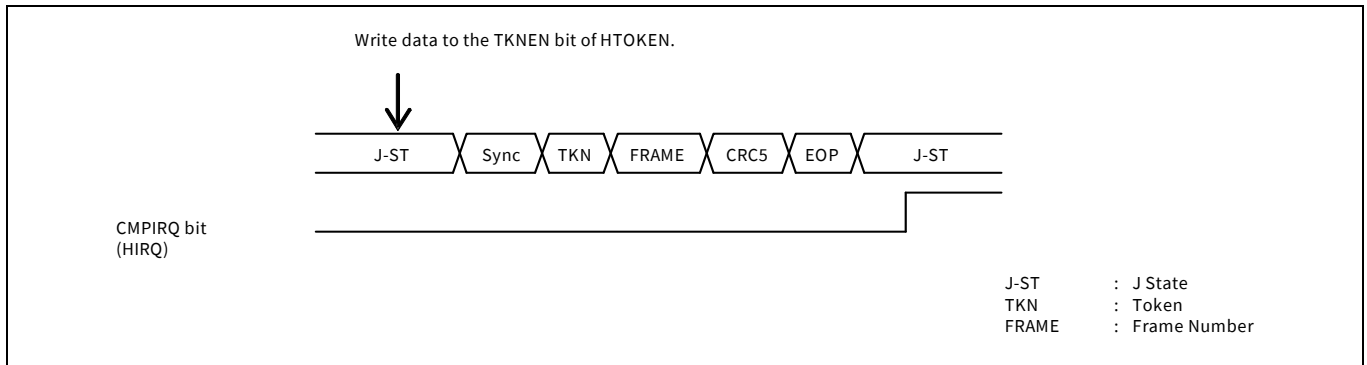 Write data to the TKNEN bit of HTOKEN.
J-ST Sync TKN FRAME CRC5 EOP J-ST
CMPIRQ bit
(HIRQ)
J-ST : J State
TKN : Token
FRAME : Frame Number